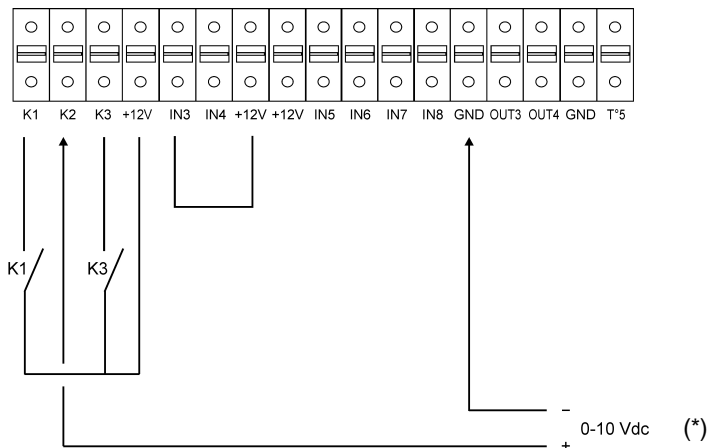 K1 K2 K3 +12V IN3 IN4 +12V +12V IN5 IN6 IN7 IN8 GND OUT3 OUT4 GND T°5
K1 K3
–
0-10 Vdc (*)
+